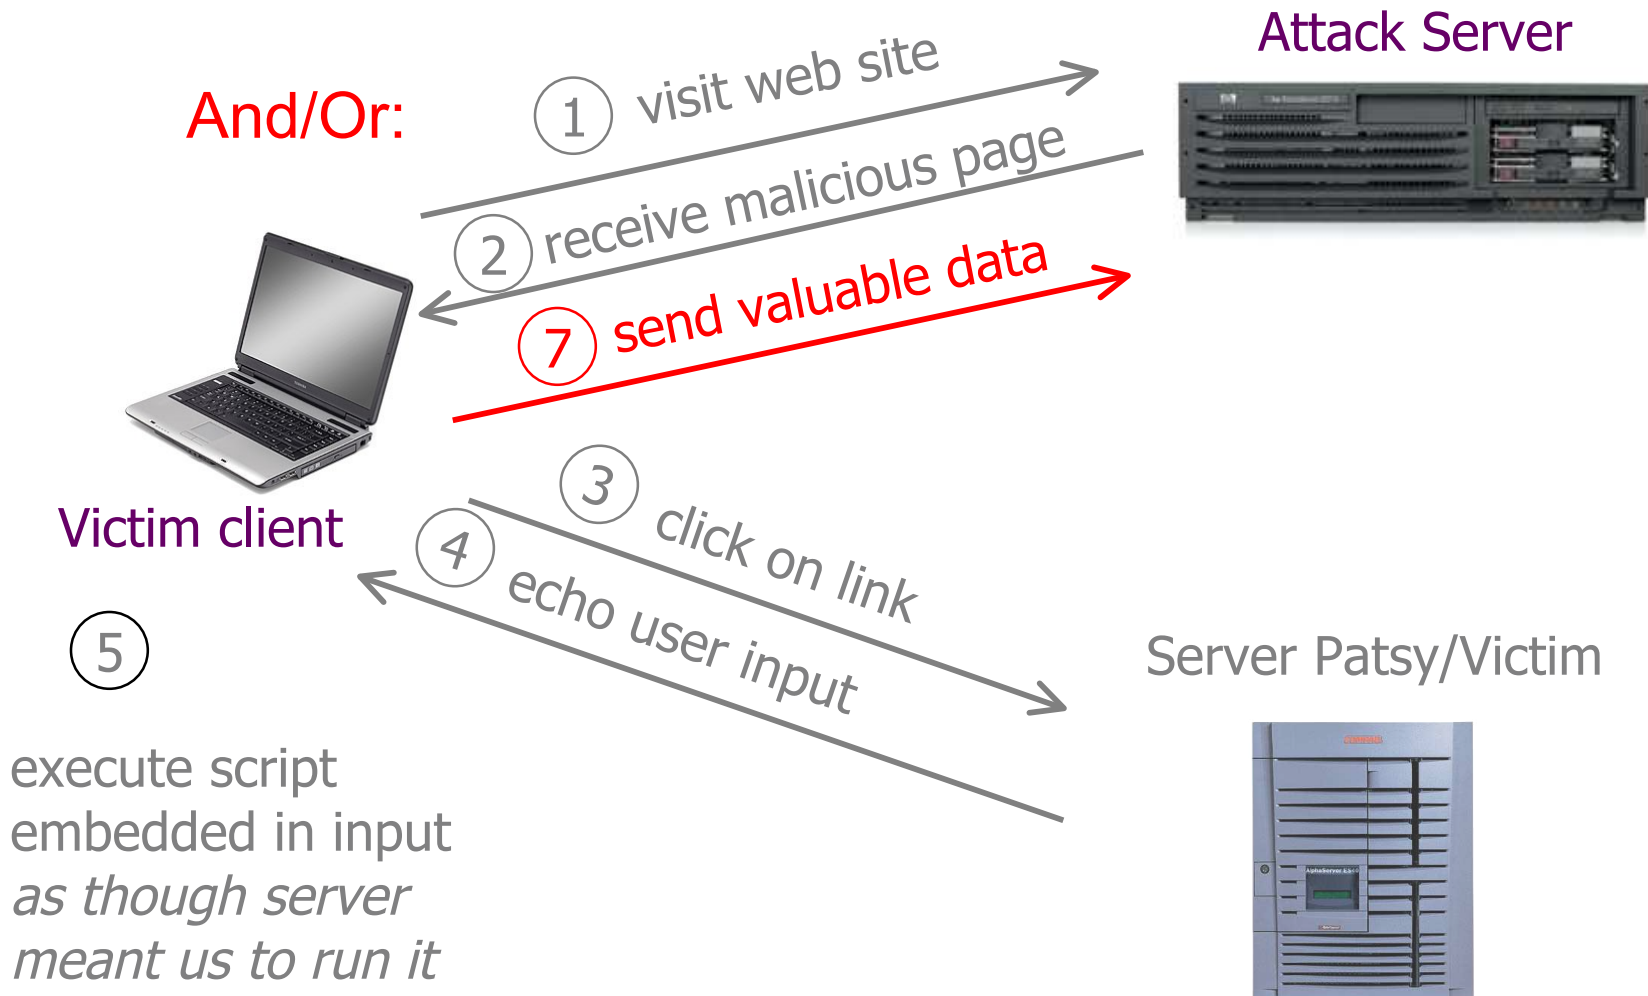 Attack Server
And/Or:
1 visit web site
2 receive malicious page
7 send valuable data
3 click on link
4 echo user input
Victim client
5
Server Patsy/Victim
execute script
embedded in input
as though server
meant us to run it